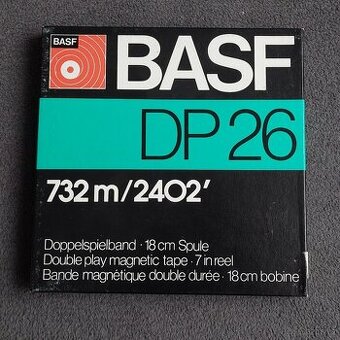 BASF
BASF
DP 26
732 m/2402'
Doppelspielband · 18 cm Spule
Double play magnetic tape · 7 in reel
Bande magnétique double durée · 18 cm bobine